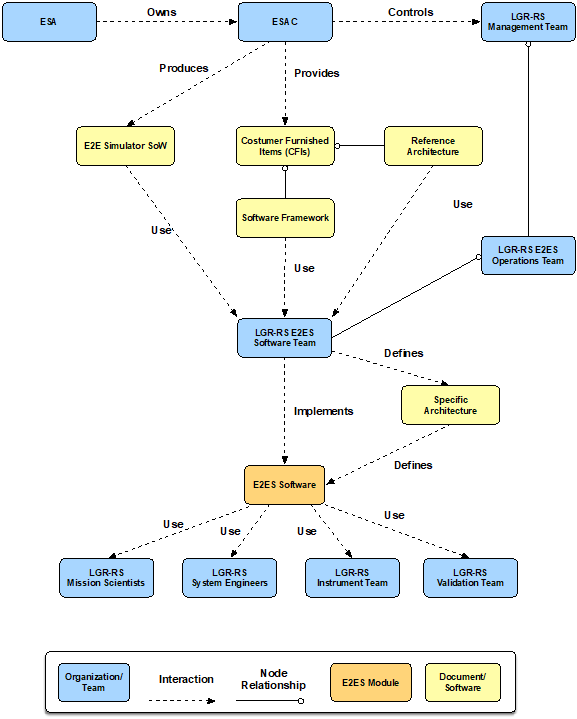 ESA
Owns
ESAC
Controls
LGR-RS
Management Team
Produces
Provides
E2E Simulator SoW
Costumer Furnished
Items (CFIs)
Reference
Architecture
Software Framework
Use
Use
Use
LGR-RS E2ES
Operations Team
LGR-RS E2ES
Software Team
Defines
Implements
Specific
Architecture
Defines
E2ES Software
Use
Use
Use
Use
LGR-RS
Mission Scientists
LGR-RS
System Engineers
LGR-RS
Instrument Team
LGR-RS
Validation Team
Organization/
Team
Interaction
Node
Relationship
E2ES Module
Document/
Software